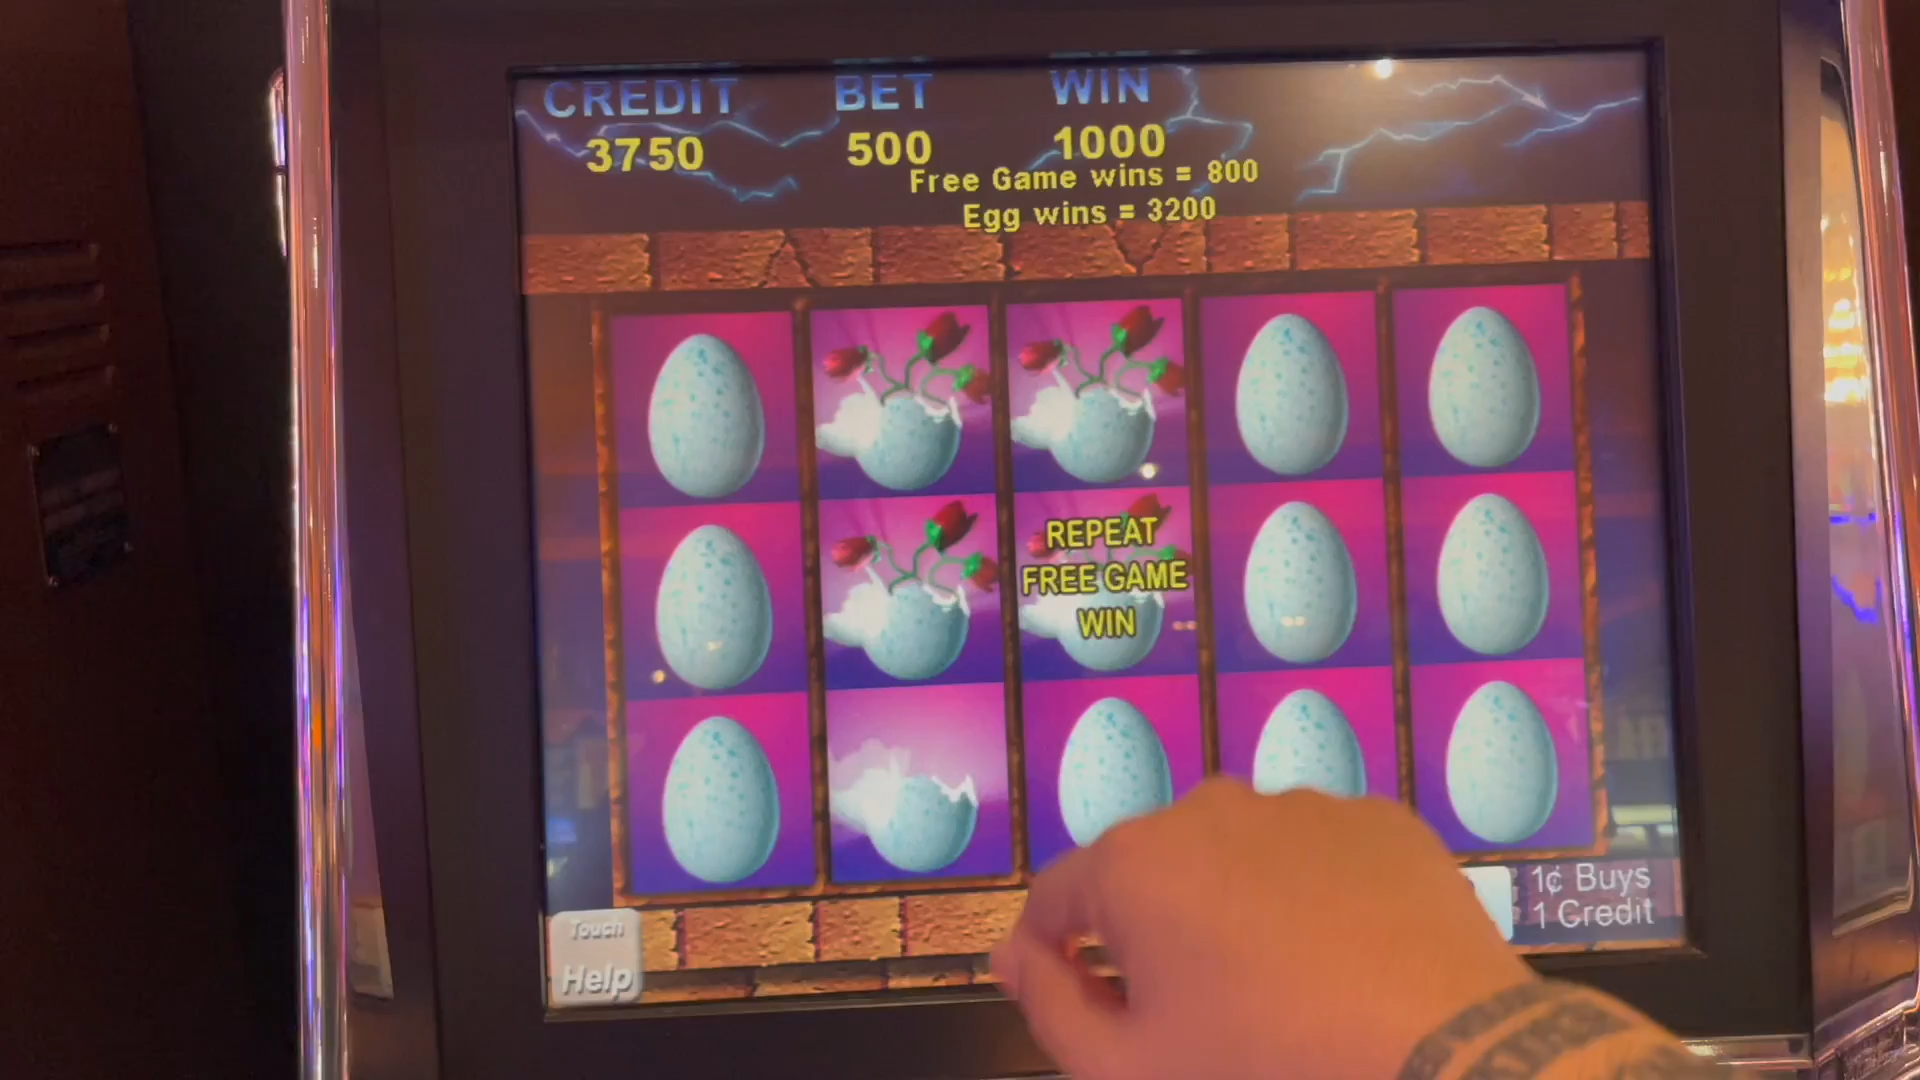 CREDIT BET WIN
3750 500 1000
Free Game wins = 800
Egg wins = 3200
REPEAT
FREE GAME
WIN
1¢ Buys
1 Credit
Touch
Help